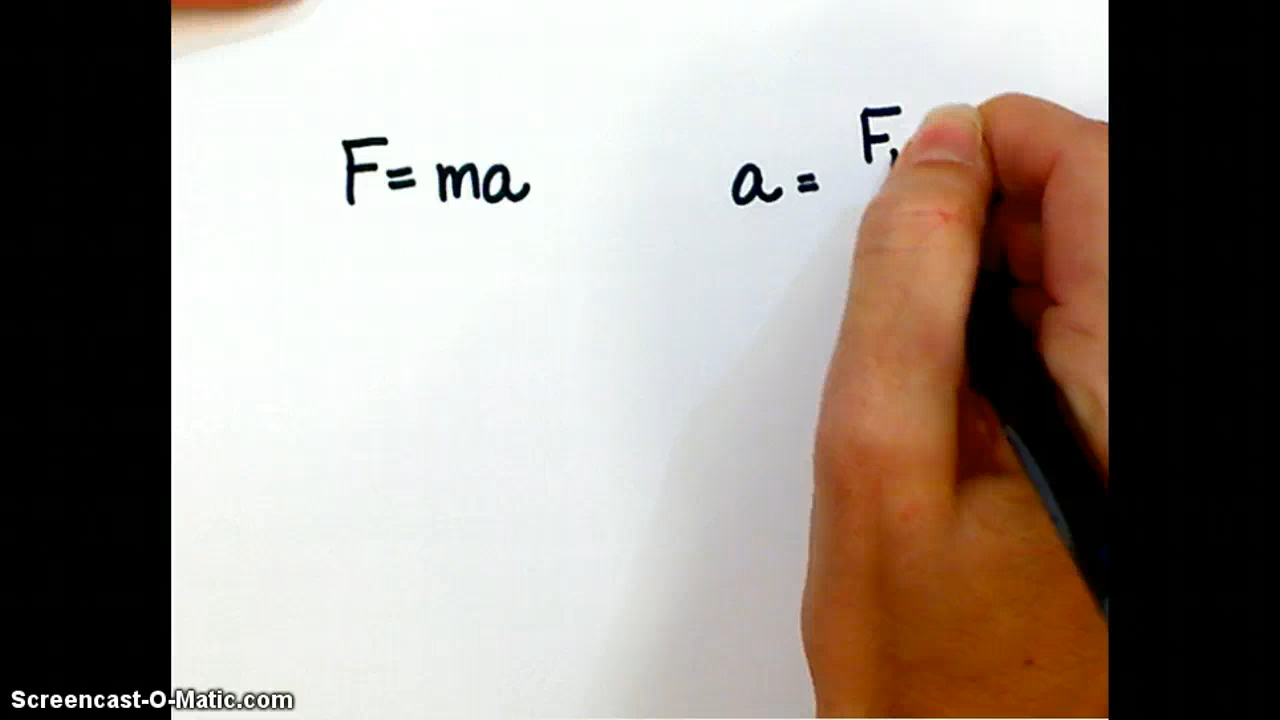 F = ma
a = F
Screencast-O-Matic.com